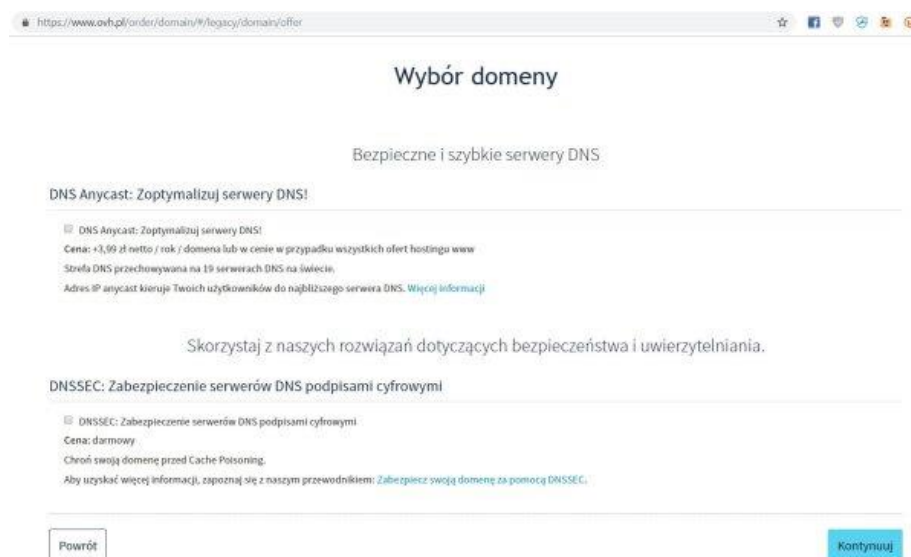 https://www.ovh.pl/order/domain/#/legacy/domain/offer
Wybór domeny
Bezpieczne i szybkie serwery DNS
DNS Anycast: Zoptymalizuj serwery DNS!
DNS Anycast: Zoptymalizuj serwery DNS!
Cena: +3,99 zł netto / rok / domena lub w cenie w przypadku wszystkich ofert hostingu www
Strefa DNS przechowywana na 19 serwerach DNS na świecie.
Adres IP anycast kieruje Twoich użytkowników do najbliższego serwera DNS. Więcej informacji
Skorzystaj z naszych rozwiązań dotyczących bezpieczeństwa i uwierzytelniania.
DNSSEC: Zabezpieczenie serwerów DNS podpisami cyfrowymi
DNSSEC: Zabezpieczenie serwerów DNS podpisami cyfrowymi
Cena: darmowy
Chroń swoją domenę przed Cache Poisoning.
Aby uzyskać więcej informacji, zapoznaj się z naszym przewodnikiem: Zabezpiecz swoją domenę za pomocą DNSSEC.
Powrót
Kontynuuj